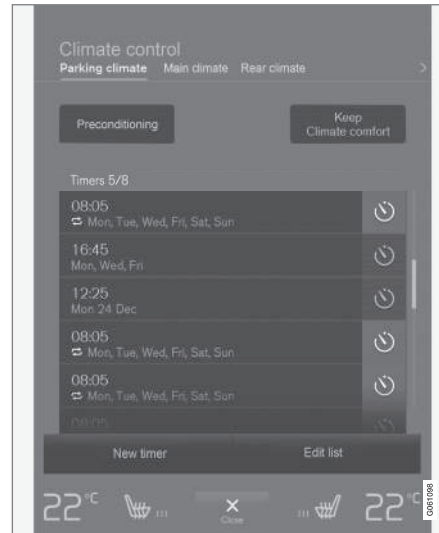 Climate control
Parking climate Main climate Rear climate
Preconditioning
Keep
Climate comfort
Timers 5/8
08:05
Mon, Tue, Wed, Fri, Sat, Sun
16:45
Mon, Wed, Fri
12:25
Mon 24 Dec
08:05
Mon, Tue, Wed, Fri, Sat, Sun
08:05
Mon, Tue, Wed, Fri, Sat, Sun
08:05
New timer
Edit list
22°C
22°C
Close
G061098